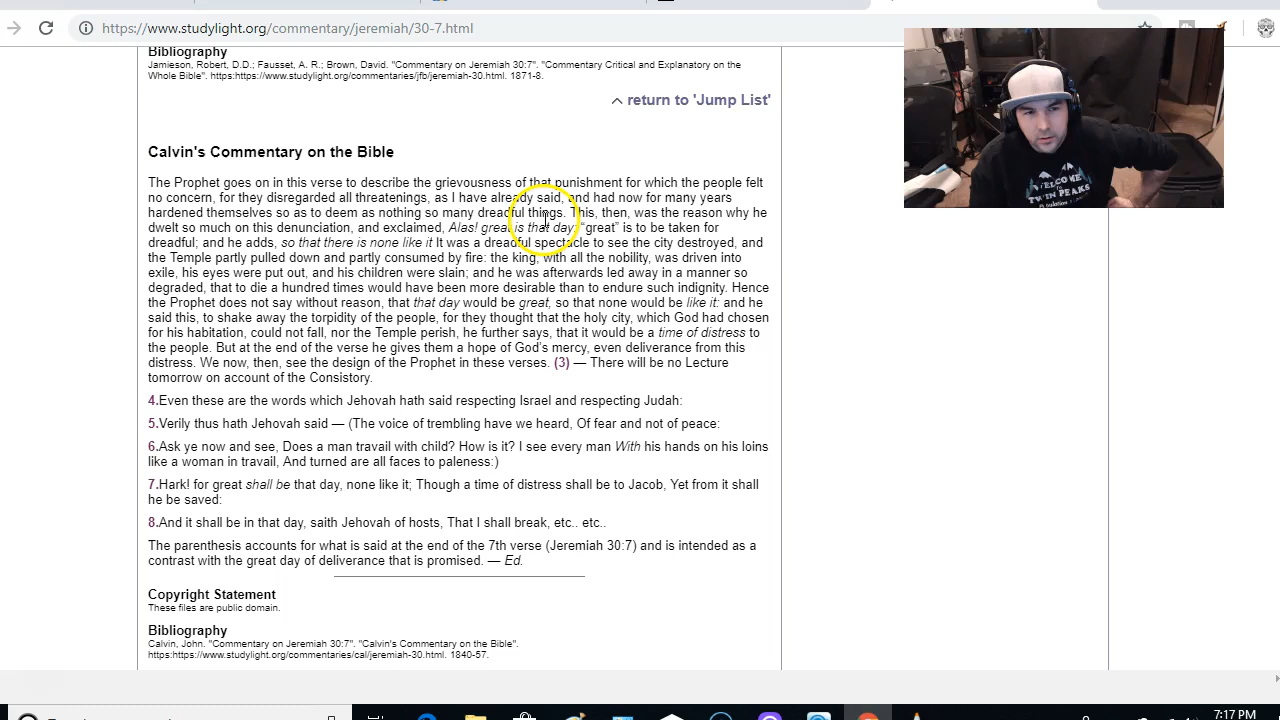 https://www.studylight.org/commentary/jeremiah/30-7.html
Bibliography
Jamieson, Robert, D.D.; Fausset, A. R.; Brown, David. "Commentary on Jeremiah 30:7". "Commentary Critical and Explanatory on the
Whole Bible". https:https://www.studylight.org/commentaries/jfb/jeremiah-30.html. 1871-8.
return to 'Jump List'
Calvin's Commentary on the Bible
The Prophet goes on in this verse to describe the grievousness of that punishment for which the people felt
no concern, for they disregarded all threatenings, as I have already said, and had now for many years
hardened themselves so as to deem as nothing so many dreadful things. This, then, was the reason why he
dwelt so much on this denunciation, and exclaimed, Alas! great is that day: “great” is to be taken for
dreadful; and he adds, so that there is none like it It was a dreadful spectacle to see the city destroyed, and
the Temple partly pulled down and partly consumed by fire: the king, with all the nobility, was driven into
exile, his eyes were put out, and his children were slain; and he was afterwards led away in a manner so
degraded, that to die a hundred times would have been more desirable than to endure such indignity. Hence
the Prophet does not say without reason, that that day would be great, so that none would be like it: and he
said this, to shake away the torpidity of the people, for they thought that the holy city, which God had chosen
for his habitation, could not fall, nor the Temple perish, he further says, that it would be a time of distress to
the people. But at the end of the verse he gives them a hope of God’s mercy, even deliverance from this
distress. We now, then, see the design of the Prophet in these verses. (3) — There will be no Lecture
tomorrow on account of the Consistory.
4.Even these are the words which Jehovah hath said respecting Israel and respecting Judah:
5.Verily thus hath Jehovah said — (The voice of trembling have we heard, Of fear and not of peace:
6.Ask ye now and see, Does a man travail with child? How is it? I see every man With his hands on his loins
like a woman in travail, And turned are all faces to paleness:)
7.Hark! for great shall be that day, none like it; Though a time of distress shall be to Jacob, Yet from it shall
he be saved:
8.And it shall be in that day, saith Jehovah of hosts, That I shall break, etc.. etc..
The parenthesis accounts for what is said at the end of the 7th verse (Jeremiah 30:7) and is intended as a
contrast with the great day of deliverance that is promised. — Ed.
Copyright Statement
These files are public domain.
Bibliography
Calvin, John. "Commentary on Jeremiah 30:7". "Calvin's Commentary on the Bible".
https:https://www.studylight.org/commentaries/cal/jeremiah-30.html. 1840-57.
WELCOME
TWIN PEAKS
7:17 PM